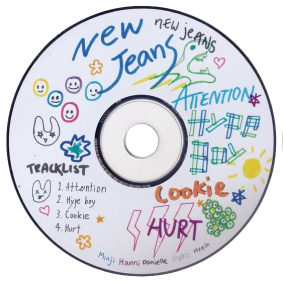 New
new jeans
Jeans
ATTENTION
HYPE
BOY
TRACKLIST
1. Attention
2. Hype boy
3. Cookie
4. Hurt
Cookie
HURT
Minji Hanni Danielle